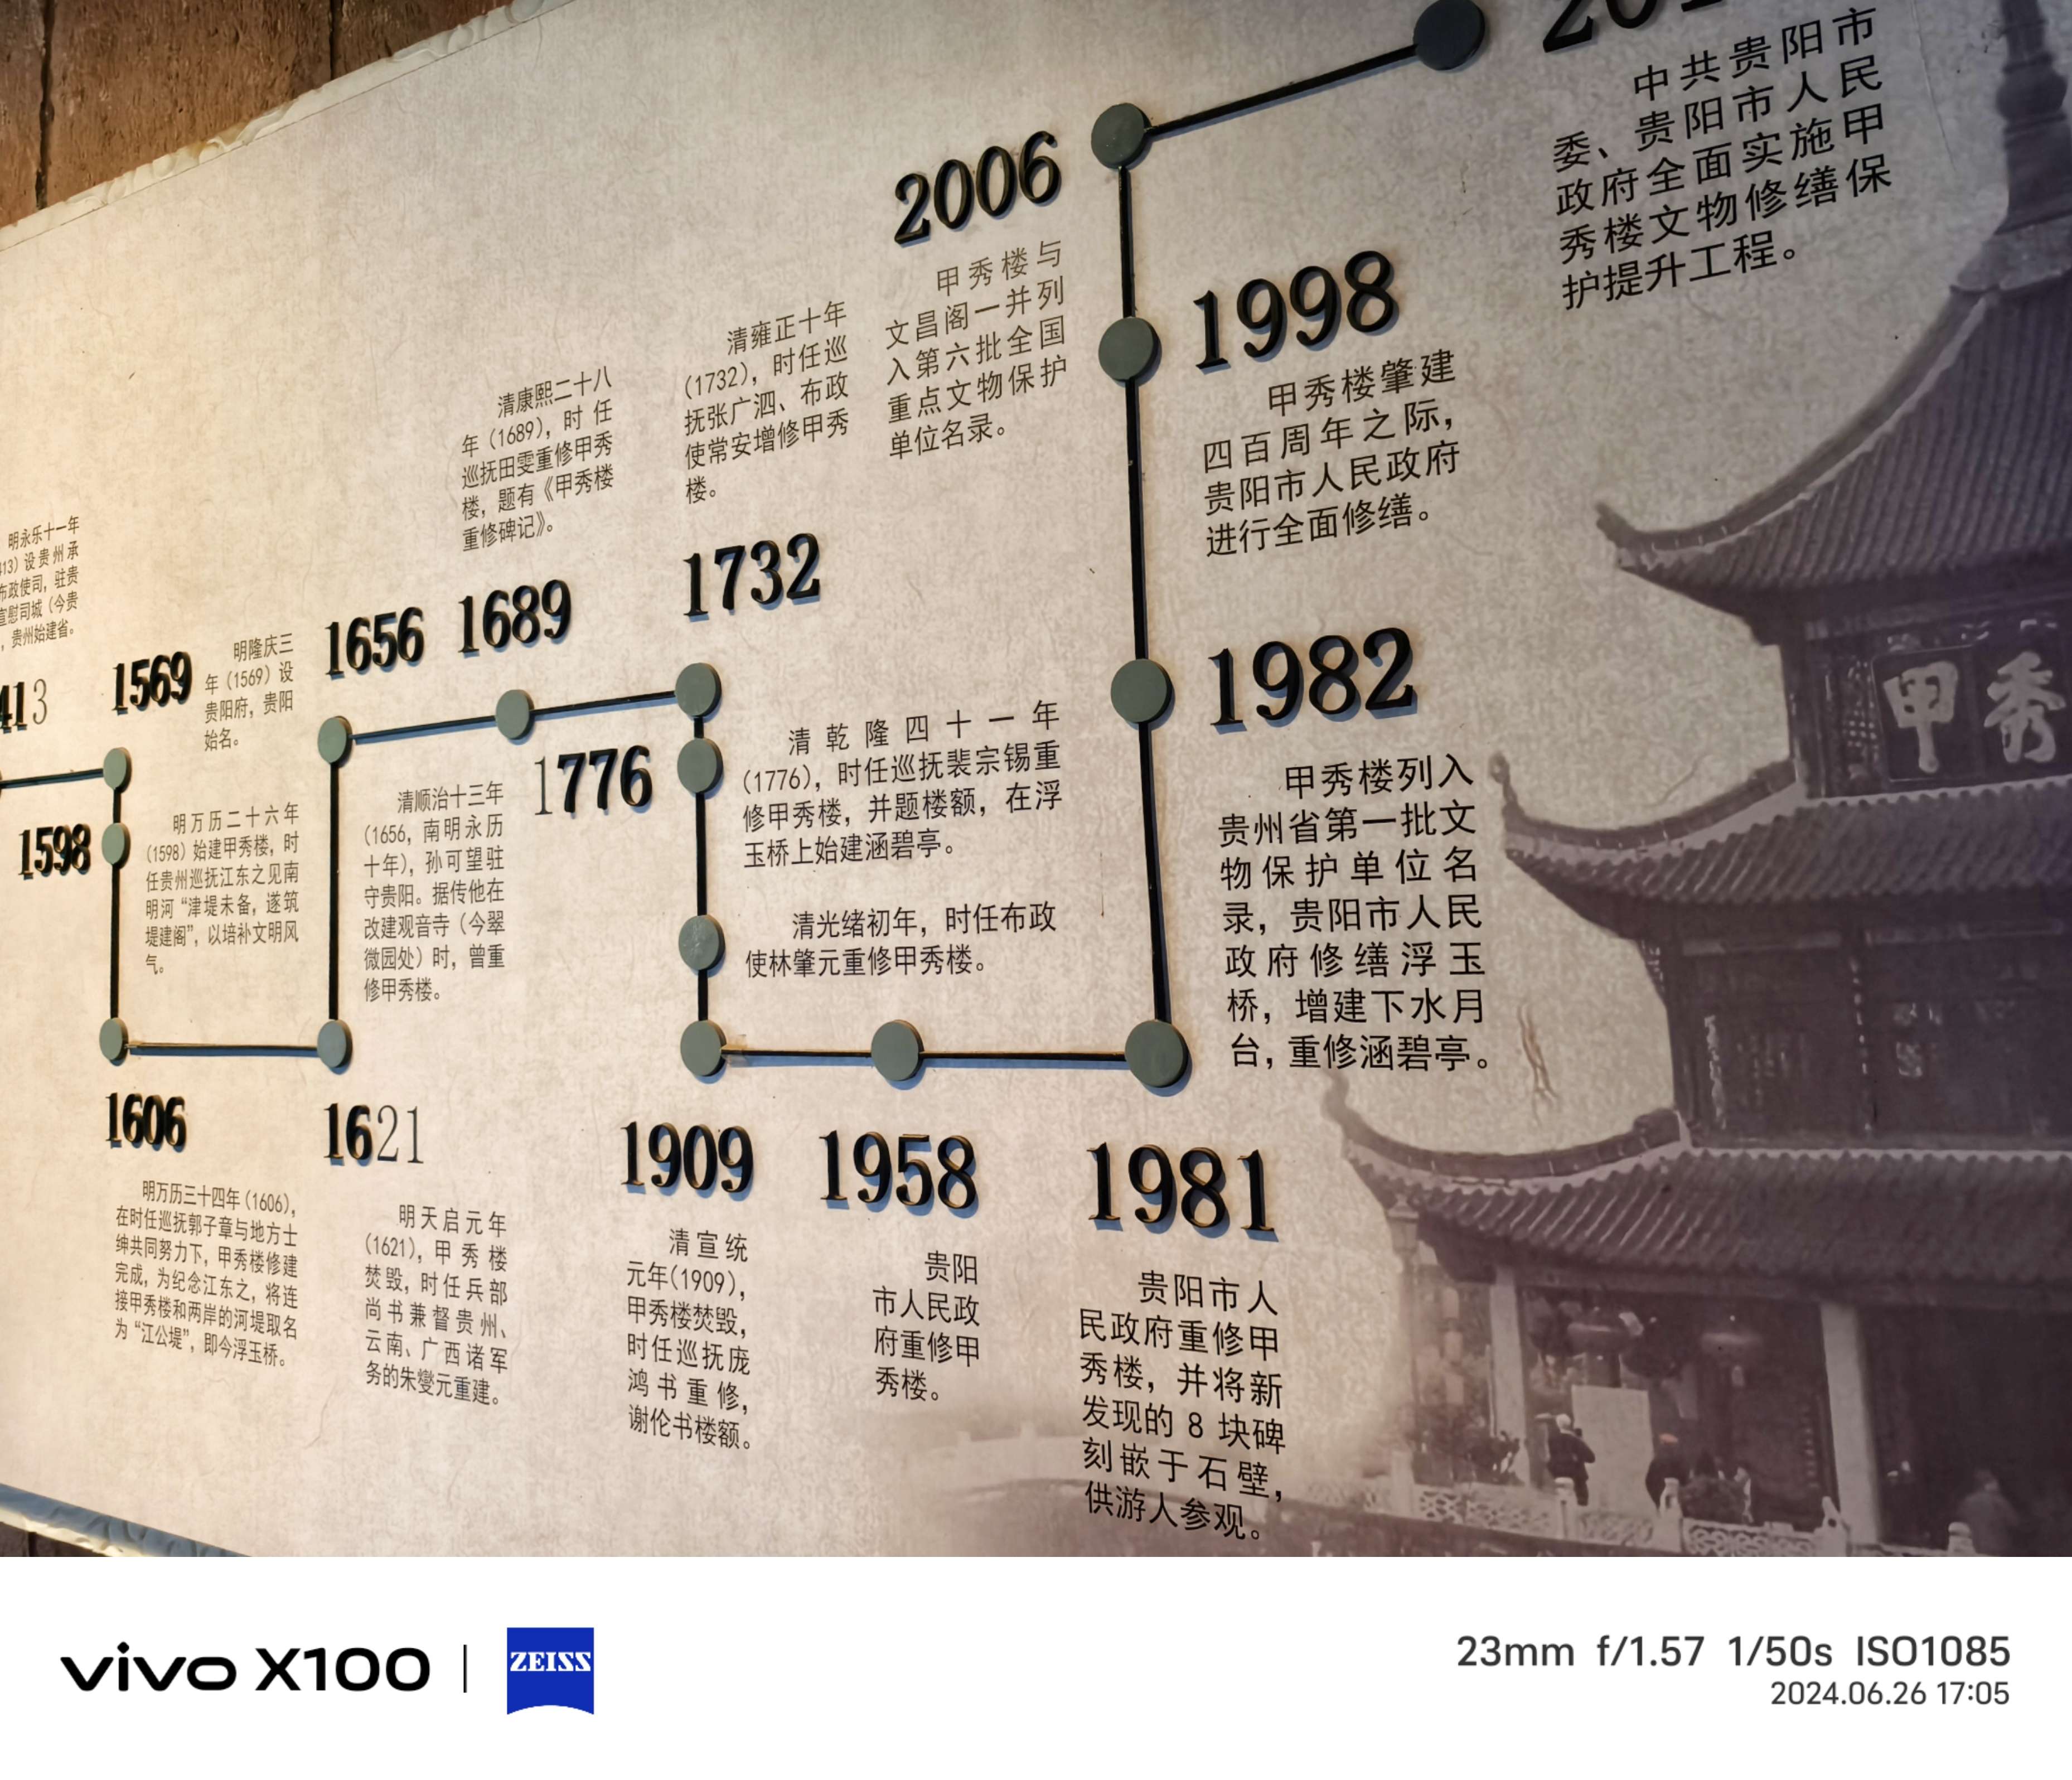 明永乐十一年
设贵州承
布政使司，驻贵
宣慰司城（今贵
，贵州始建省。
413
1569
明隆庆三
年（1569）设
贵阳府，贵阳
始名。
1598
明万历二十六年
（1598）始建甲秀楼，时
任贵州巡抚江东之见南
明河“津堤未备，遂筑
堤建阁”，以培补文明风
气。
1606
明万历三十四年（1606），
在时任巡抚郭子章与地方士
绅共同努力下，甲秀楼修建
完成，为纪念江东之，将连
接甲秀楼和两岸的河堤取名
为“江公堤”，即今浮玉桥。
1621
明天启元年
（1621），甲秀楼
焚毁，时任兵部
尚书兼督贵州、
云南、广西诸军
务的朱燮元重建。
1656
清顺治十三年
（1656，南明永历
十年），孙可望驻
守贵阳。据传他在
改建观音寺（今翠
微园处）时，曾重
修甲秀楼。
清康熙二十八
年（1689），时任
巡抚田雯重修甲秀
楼，题有《甲秀楼
重修碑记》。
1689
清雍正十年
（1732），时任巡
抚张广泗、布政
使常安增修甲秀
楼。
1732
1776
清乾隆四十一年
（1776），时任巡抚裴宗锡重
修甲秀楼，并题楼额，在浮
玉桥上始建涵碧亭。
清光绪初年，时任布政
使林肇元重修甲秀楼。
1909
清宣统
元年（1909），
甲秀楼焚毁，
时任巡抚庞
鸿书重修，
谢伦书楼额。
1958
贵阳
市人民政
府重修甲
秀楼。
1981
贵阳市人
民政府重修甲
秀楼，并将新
发现的 8 块碑
刻嵌于石壁，
供游人参观。
1982
甲秀楼列入
贵州省第一批文
物保护单位名
录，贵阳市人民
政府修缮浮玉
桥，增建下水月
台，重修涵碧亭。
1998
甲秀楼肇建
四百周年之际，
贵阳市人民政府
进行全面修缮。
2006
甲秀楼与
文昌阁一并列
入第六批全国
重点文物保护
单位名录。
中共贵阳市
委、贵阳市人民
政府全面实施甲
秀楼文物修缮保
护提升工程。
甲秀
vivo X100 | ZEISS
23mm f/1.57 1/50s ISO1085
2024.06.26 17:05